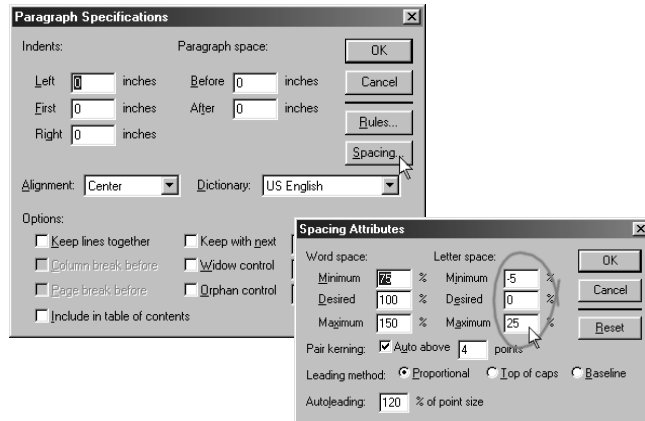 Paragraph Specifications
Indents: Paragraph space: OK
Left 0 inches Before 0 inches Cancel
First 0 inches After 0 inches
Right 0 inches Rules...
Spacing...
Alignment: Center Dictionary: US English
Options:
Keep lines together Keep with next
Column break before Widow control
Page break before Orphan control
Include in table of contents
Spacing Attributes
Word space: Letter space: OK
Minimum 75 % Minimum -5 % Cancel
Desired 100 % Desired 0 %
Maximum 150 % Maximum 25 % Reset
Pair kerning: Auto above 4 points
Leading method: Proportional Top of caps Baseline
Autoleading: 120 % of point size